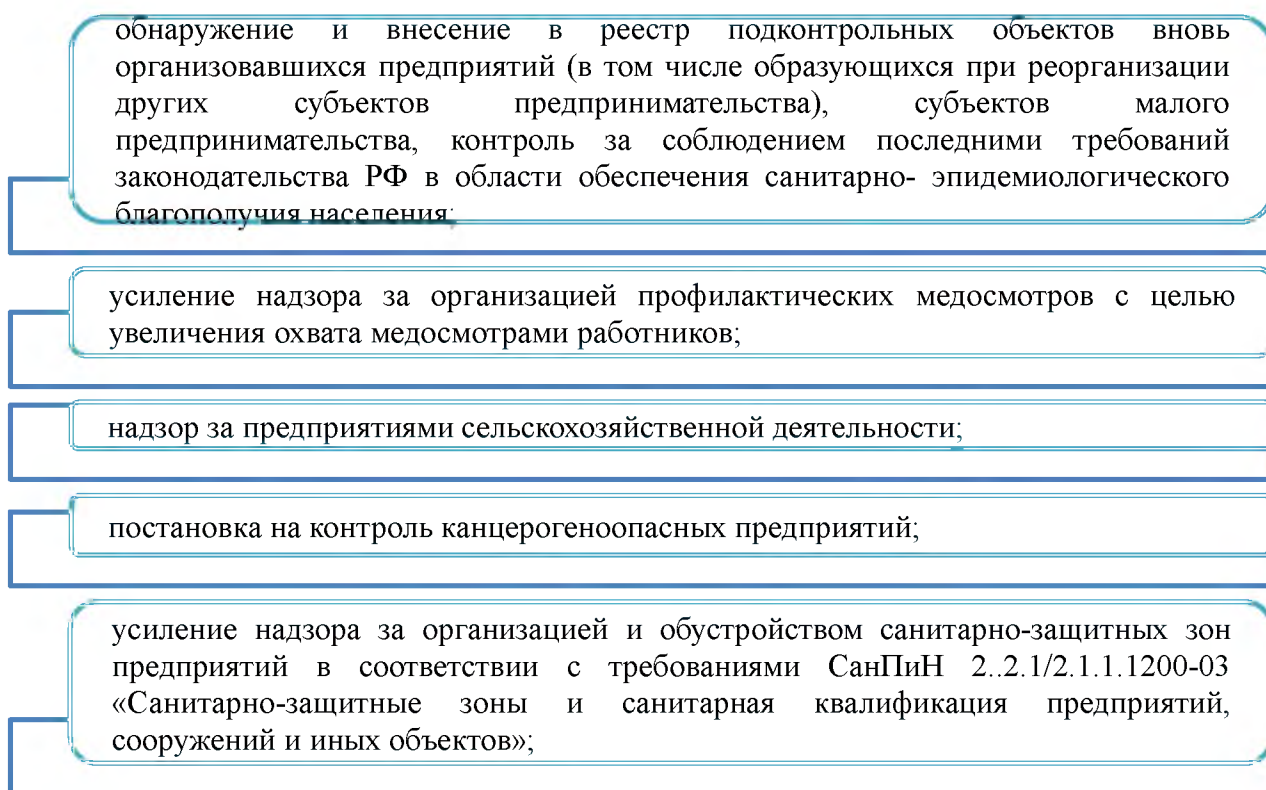 обнаружение и внесение в реестр подконтрольных объектов вновь
организовавшихся предприятий (в том числе образующихся при реорганизации
других субъектов предпринимательства), субъектов малого
предпринимательства, контроль за соблюдением последними требований
законодательства РФ в области обеспечения санитарно- эпидемиологического
благополучия населения;
усиление надзора за организацией профилактических медосмотров с целью
увеличения охвата медосмотрами работников;
надзор за предприятиями сельскохозяйственной деятельности;
постановка на контроль канцерогеноопасных предприятий;
усиление надзора за организацией и обустройством санитарно-защитных зон
предприятий в соответствии с требованиями СанПиН 2..2.1/2.1.1.1200-03
«Санитарно-защитные зоны и санитарная квалификация предприятий,
сооружений и иных объектов»;